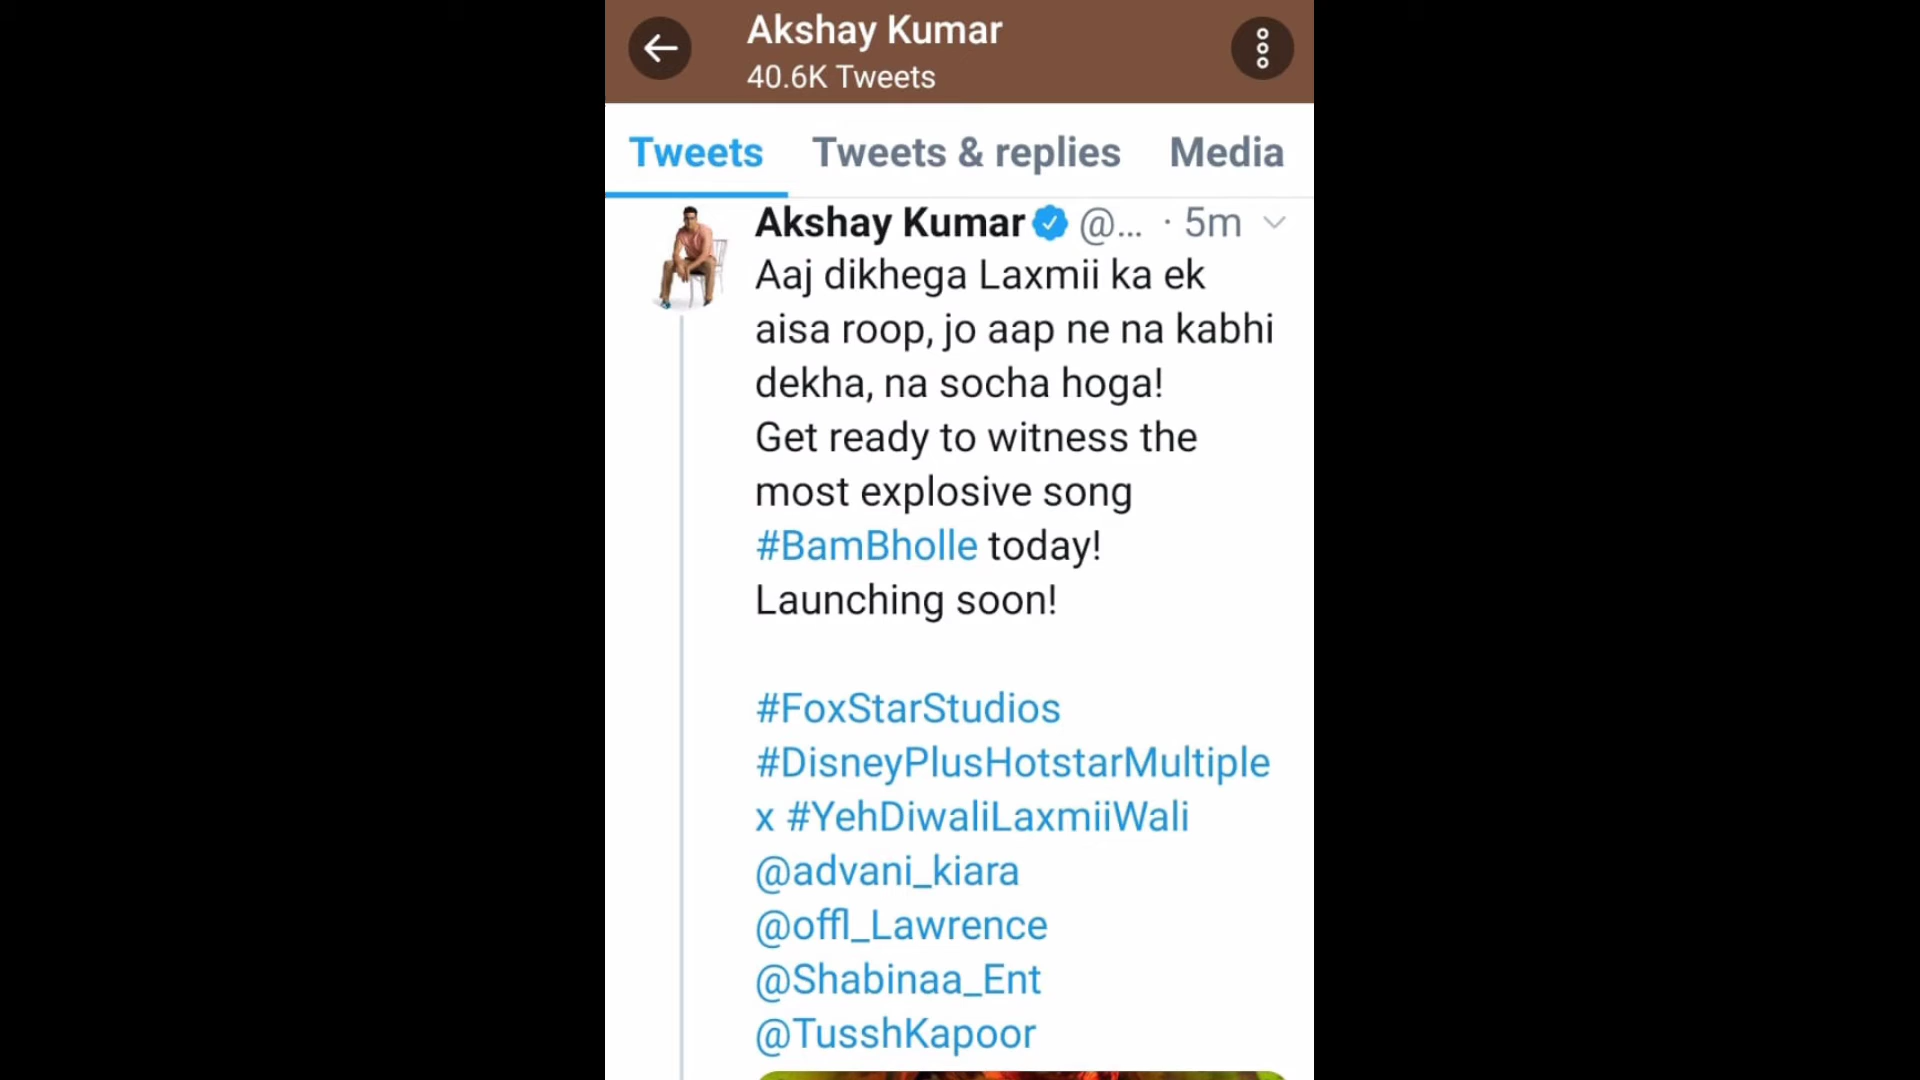 Akshay Kumar
40.6K Tweets
Tweets Tweets & replies Media
Akshay Kumar @... · 5m
Aaj dikhega Laxmii ka ek
aisa roop, jo aap ne na kabhi
dekha, na socha hoga!
Get ready to witness the
most explosive song
#BamBholle today!
Launching soon!
#FoxStarStudios
#DisneyPlusHotstarMultiple
x #YehDiwaliLaxmiiWali
@advani_kiara
@offl_Lawrence
@Shabinaa_Ent
@TusshKapoor